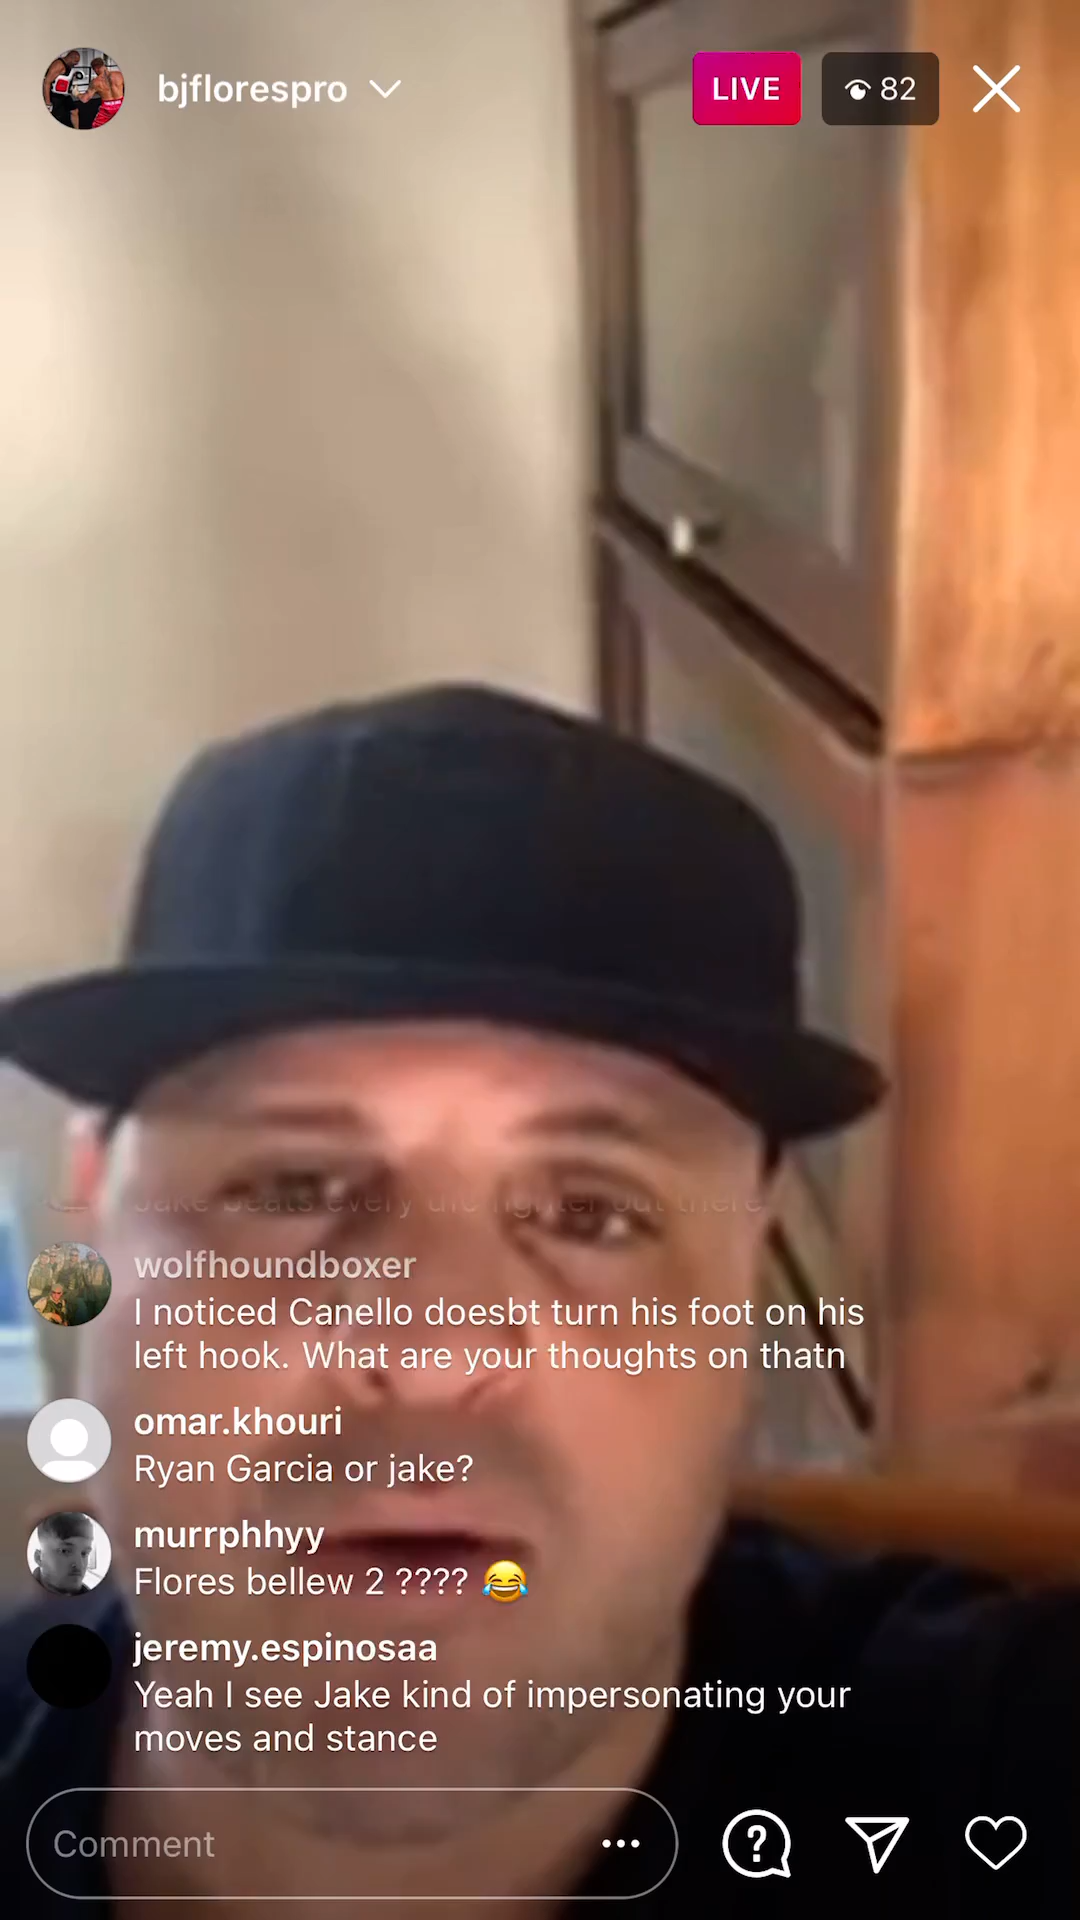 bjflorespro
LIVE
82
wolfhoundboxer
I noticed Canello doesbt turn his foot on his
left hook. What are your thoughts on thatn
omar.khouri
Ryan Garcia or jake?
murrphhyy
Flores bellew 2 ???? 😂
jeremy.espinosaa
Yeah I see Jake kind of impersonating your
moves and stance
Comment